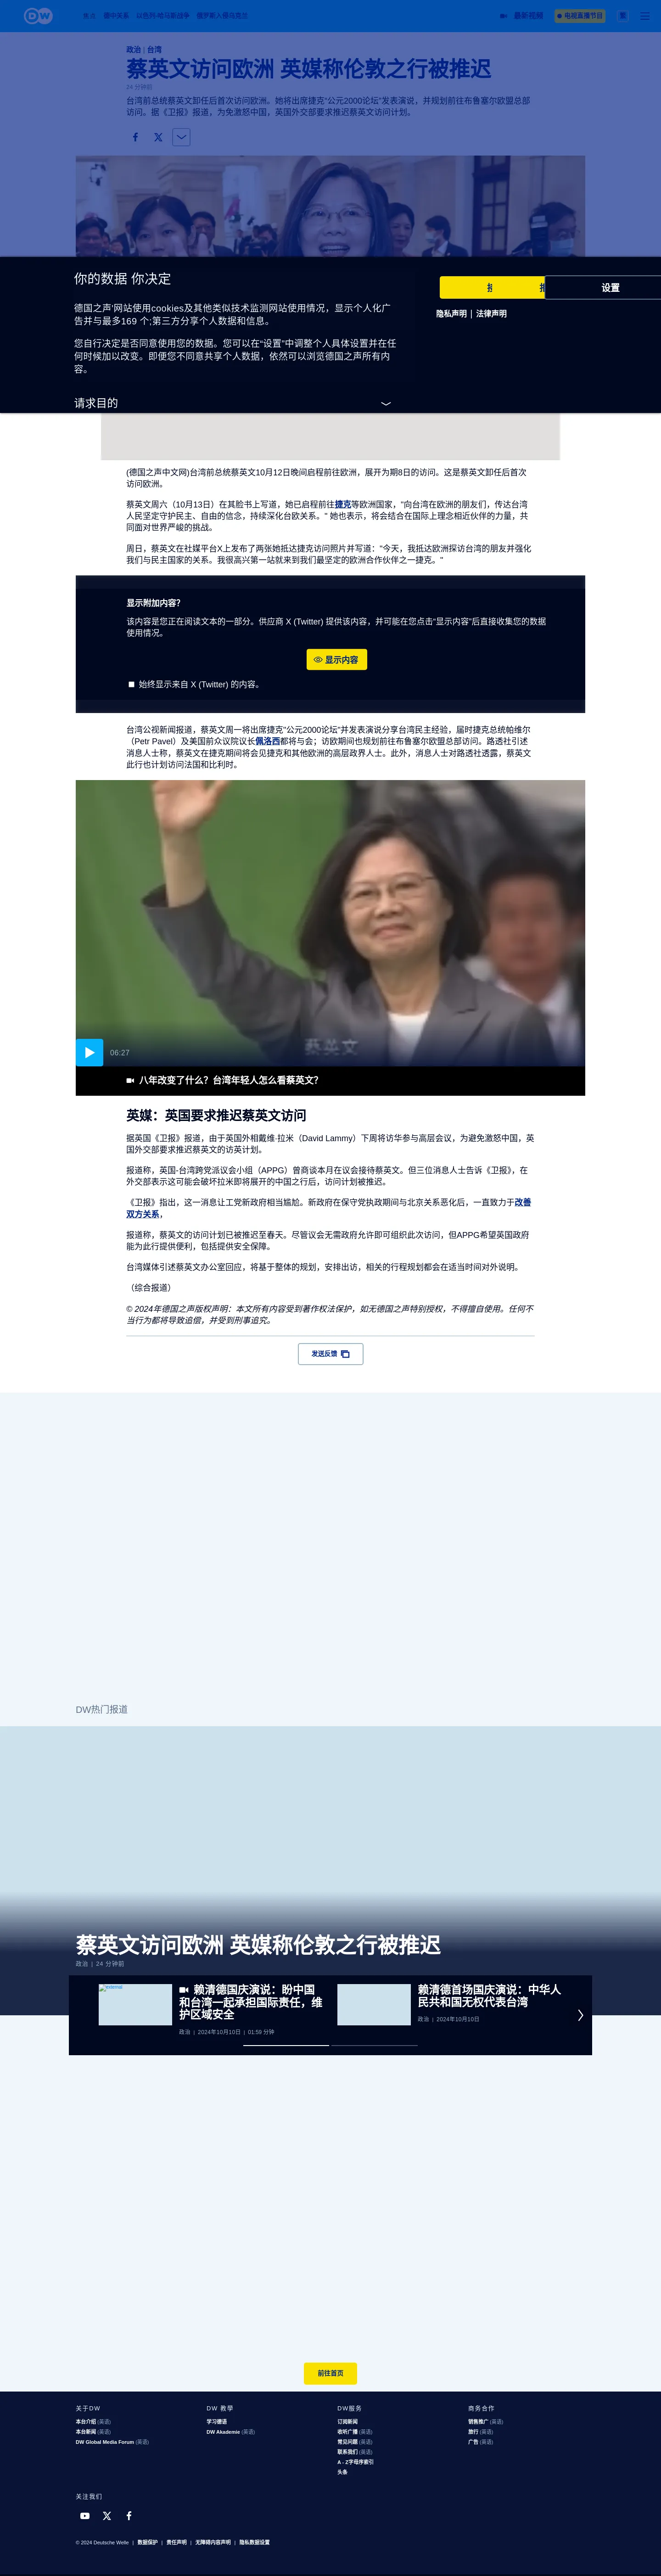 DW
德中关系
以色列-哈马斯战争
俄罗斯入侵乌克兰
最新视频
电视直播节目
政治 | 台湾
蔡英文访问欧洲 英媒称伦敦之行被推迟
24 分钟前
台湾前总统蔡英文卸任后首次访问欧洲。她将出席捷克"公元2000论坛"发表演说，并规划前往布鲁塞尔欧盟总部
访问。据《卫报》报道，为免激怒中国，英国外交部要求推迟蔡英文访问计划。
你的数据 你决定
德国之声'网站使用cookies及其他类似技术监测网站使用情况，显示个人化广
告并与最多169 个;第三方分享个人数据和信息。
您自行决定是否同意使用您的数据。您可以在"设置"中调整个人具体设置并在任
何时候加以改变。即便您不同意共享个人数据，依然可以浏览德国之声所有内
容。
请求目的
设置
隐私声明 | 法律声明
(德国之声中文网)台湾前总统蔡英文10月12日晚间启程前往欧洲，展开为期8日的访问。这是蔡英文卸任后首次
访问欧洲。
蔡英文周六（10月13日）在其脸书上写道，她已启程前往捷克等欧洲国家，"向台湾在欧洲的朋友们，传达台湾
人民坚定守护民主、自由的信念，持续深化台欧关系。" 她也表示，将会结合在国际上理念相近伙伴的力量，共
同面对世界严峻的挑战。
周日，蔡英文在社媒平台X上发布了两张她抵达捷克访问照片并写道："今天，我抵达欧洲探访台湾的朋友并强化
我们与民主国家的关系。我很高兴第一站就来到我们最坚定的欧洲合作伙伴之一捷克。"
显示附加内容？
该内容是您正在阅读文本的一部分。供应商 X (Twitter) 提供该内容，并可能在您点击"显示内容"后直接收集您的数据
使用情况。
显示内容
始终显示来自 X (Twitter) 的内容。
台湾公视新闻报道，蔡英文周一将出席捷克"公元2000论坛"并发表演说分享台湾民主经验，届时捷克总统帕维尔
（Petr Pavel）及美国前众议院议长佩洛西都将与会；访欧期间也规划前往布鲁塞尔欧盟总部访问。路透社引述
消息人士称，蔡英文在捷克期间将会见捷克和其他欧洲的高层政界人士。此外，消息人士对路透社透露，蔡英文
此行也计划访问法国和比利时。
蔡英文
06:27
八年改变了什么？台湾年轻人怎么看蔡英文？
英媒：英国要求推迟蔡英文访问
据英国《卫报》报道，由于英国外相戴维·拉米（David Lammy）下周将访华参与高层会议，为避免激怒中国，英
国外交部要求推迟蔡英文的访英计划。
报道称，英国-台湾跨党派议会小组（APPG）曾商谈本月在议会接待蔡英文。但三位消息人士告诉《卫报》，在
外交部表示这可能会破坏拉米即将展开的中国之行后，访问计划被推迟。
《卫报》指出，这一消息让工党新政府相当尴尬。新政府在保守党执政期间与北京关系恶化后，一直致力于改善
双方关系，
报道称，蔡英文的访问计划已被推迟至春天。尽管议会无需政府允许即可组织此次访问，但APPG希望英国政府
能为此行提供便利，包括提供安全保障。
台湾媒体引述蔡英文办公室回应，将基于整体的规划，安排出访，相关的行程规划都会在适当时间对外说明。
（综合报道）
© 2024年德国之声版权声明：本文所有内容受到著作权法保护，如无德国之声特别授权，不得擅自使用。任何不
当行为都将导致追偿，并受到刑事追究。
发送反馈
DW热门报道
蔡英文访问欧洲 英媒称伦敦之行被推迟
政治 | 24 分钟前
external
赖清德国庆演说：盼中国
和台湾一起承担国际责任，维
护区域安全
政治 | 2024年10月10日 | 01:59 分钟
赖清德首场国庆演说：中华人
民共和国无权代表台湾
政治 | 2024年10月10日
前往首页
关于DW
本台介绍 (英语)
本台新闻 (英语)
DW Global Media Forum (英语)
DW 教學
学习德语
DW Akademie (英语)
DW服务
订阅新闻
收听广播 (英语)
常见问题 (英语)
联系我们 (英语)
A - Z字母序索引
头条
商务合作
销售推广 (英语)
旅行 (英语)
广告 (英语)
关注我们
© 2024 Deutsche Welle | 数据保护 | 责任声明 | 无障碍内容声明 | 隐私数据设置